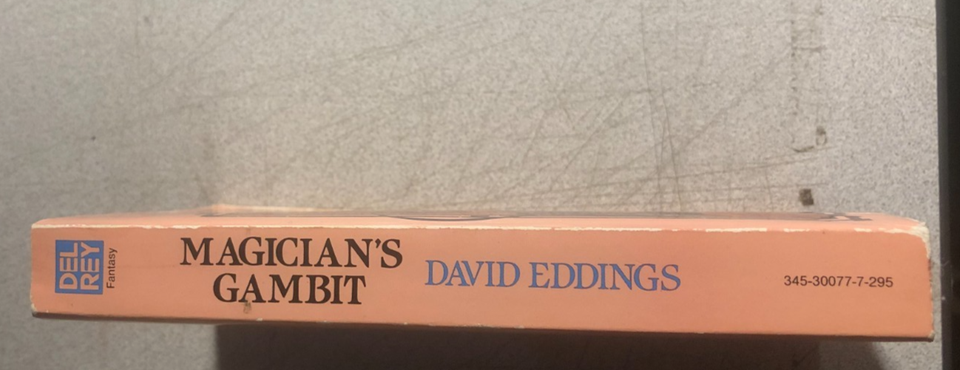 DEL
REY
Fantasy
MAGICIAN'S
GAMBIT
DAVID EDDINGS
345-30077-7-295